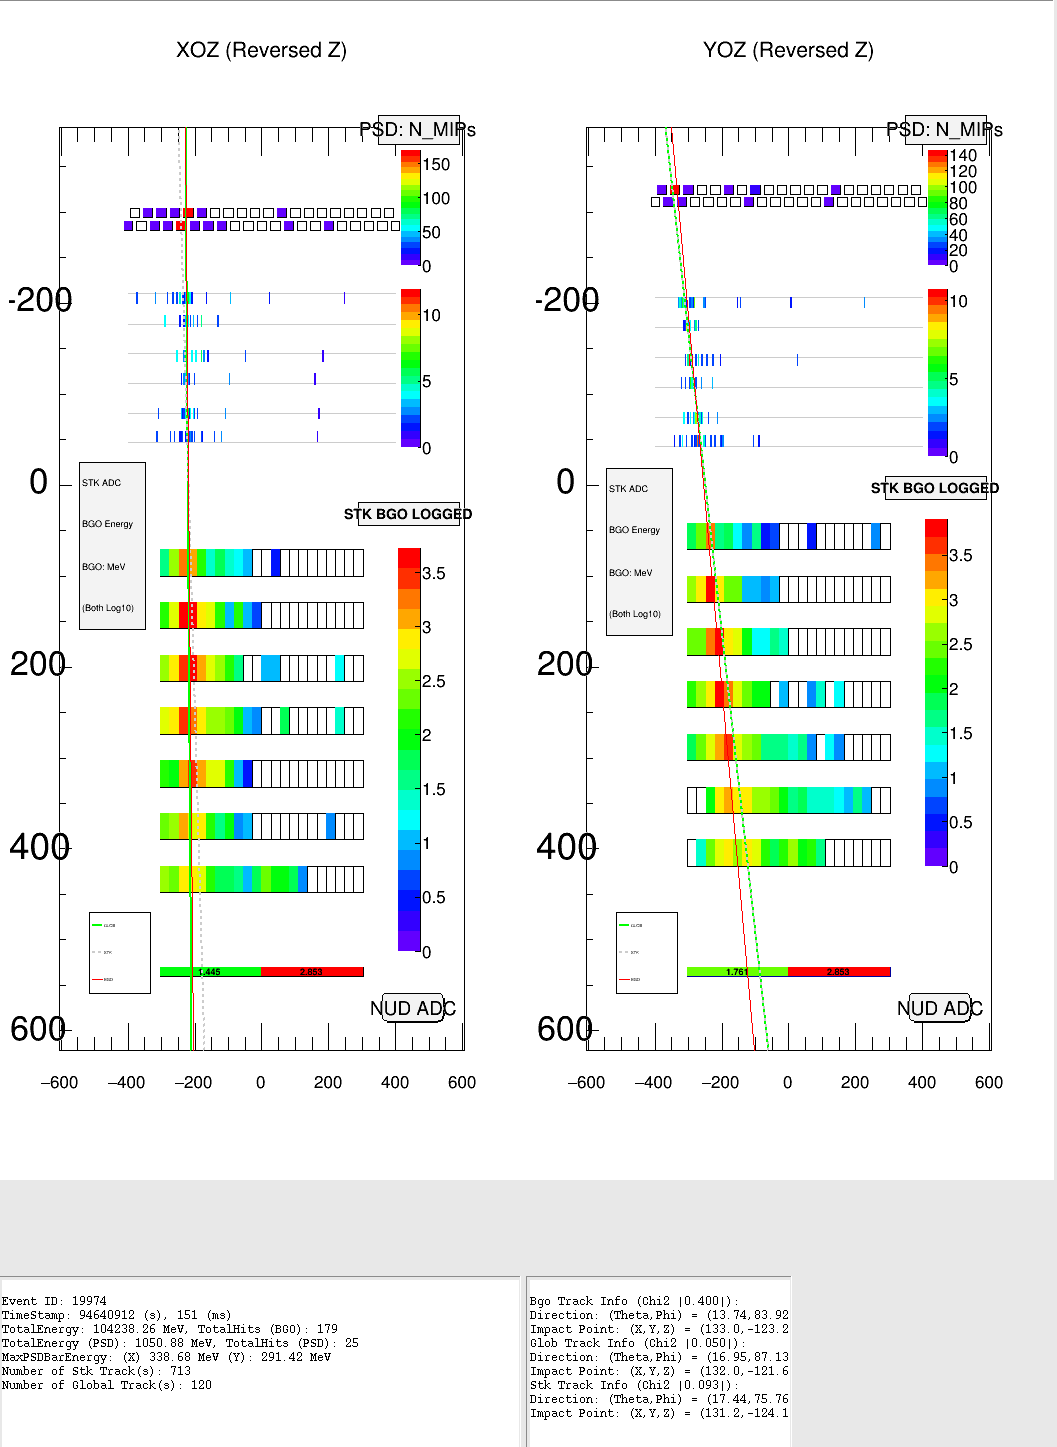 XOZ (Reversed Z)
YOZ (Reversed Z)
PSD: N_MIPs
150
100
50
0
10
5
0
-200
0
200
400
600
STK ADC
BGO Energy
BGO: MeV
(Both Log10)
STK BGO LOGGED
3.5
3
2.5
2
1.5
1
0.5
0
GLOB
STK
BGO
1.445
2.853
NUD ADC
−600
−400
−200
0
200
400
600
PSD: N_MIPs
140
120
100
80
60
40
20
0
10
5
0
-200
0
200
400
600
STK ADC
BGO Energy
BGO: MeV
(Both Log10)
STK BGO LOGGED
3.5
3
2.5
2
1.5
1
0.5
0
GLOB
STK
BGO
1.761
2.853
NUD ADC
−600
−400
−200
0
200
400
600
Event ID: 19974
TimeStamp: 94640912 (s), 151 (ms)
TotalEnergy: 104238.26 MeV, TotalHits (BGO): 179
TotalEnergy (PSD): 1050.88 MeV, TotalHits (PSD): 25
MaxPSDBarEnergy: (X) 338.68 MeV (Y): 291.42 MeV
Number of Stk Track(s): 713
Number of Global Track(s): 120
Bgo Track Info (Chi2 |0.400|):
Direction: (Theta,Phi) = (13.74,83.92
Impact Point: (X,Y,Z) = (133.0,-123.2
Glob Track Info (Chi2 |0.050|):
Direction: (Theta,Phi) = (16.95,87.13
Impact Point: (X,Y,Z) = (132.0,-121.6
Stk Track Info (Chi2 |0.093|):
Direction: (Theta,Phi) = (17.44,75.76
Impact Point: (X,Y,Z) = (131.2,-124.1